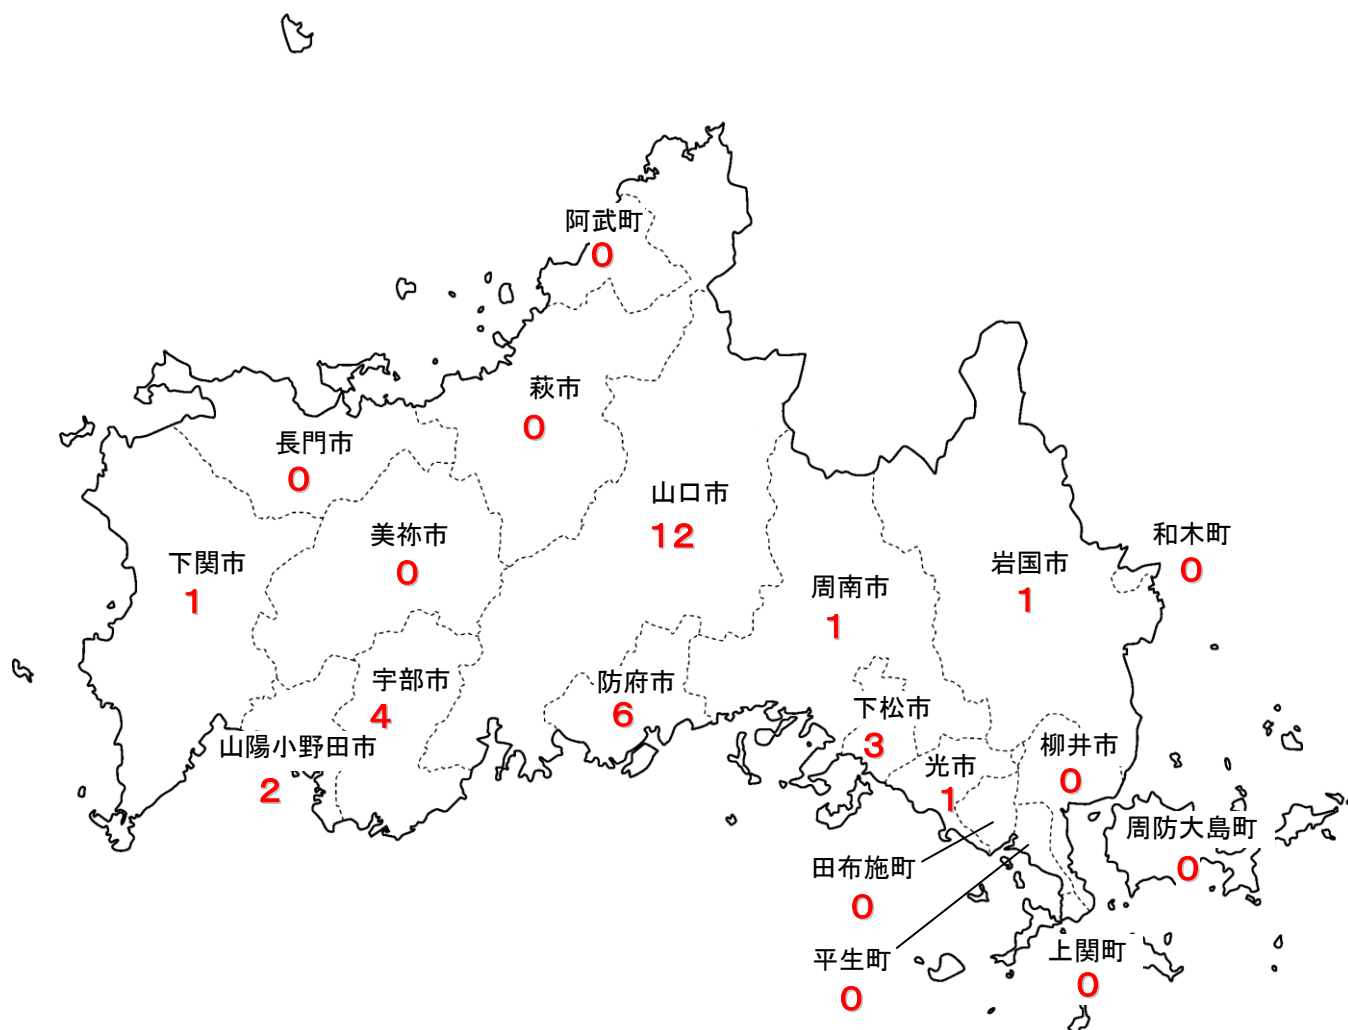 阿武町
0
萩市
0
長門市
0
山口市
12
美祢市
0
和木町
0
下関市
1
岩国市
1
周南市
1
宇部市
4
防府市
6
下松市
3
山陽小野田市
2
柳井市
0
光市
1
周防大島町
0
田布施町
0
平生町
0
上関町
0